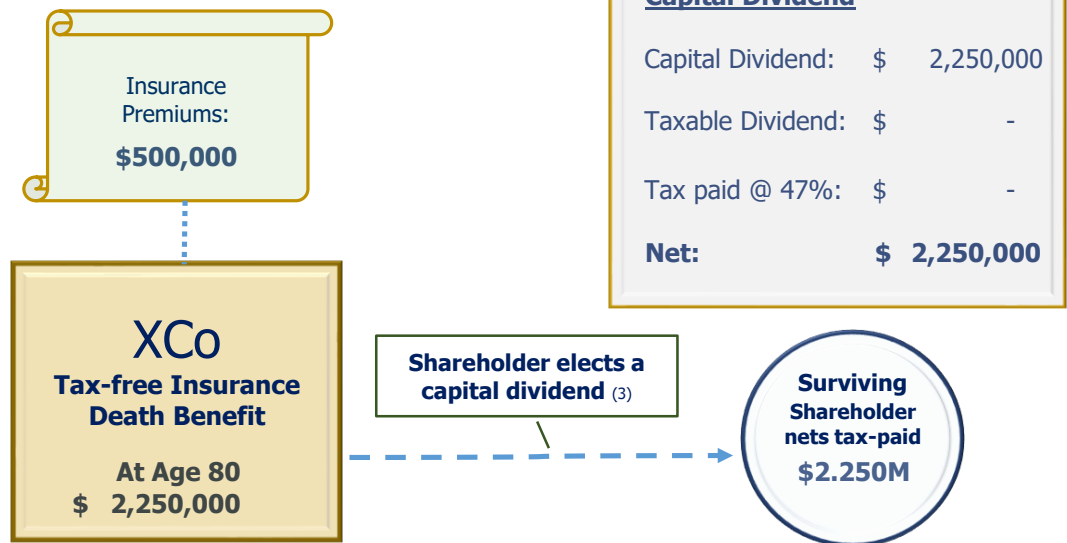 Capital Dividend
Capital Dividend: $ 2,250,000
Taxable Dividend: $ -
Tax paid @ 47%: $ -
Net: $ 2,250,000
Insurance
Premiums:
$500,000
XCo
Tax-free Insurance
Death Benefit
At Age 80
$ 2,250,000
Shareholder elects a
capital dividend (3)
Surviving
Shareholder
nets tax-paid
$2.250M